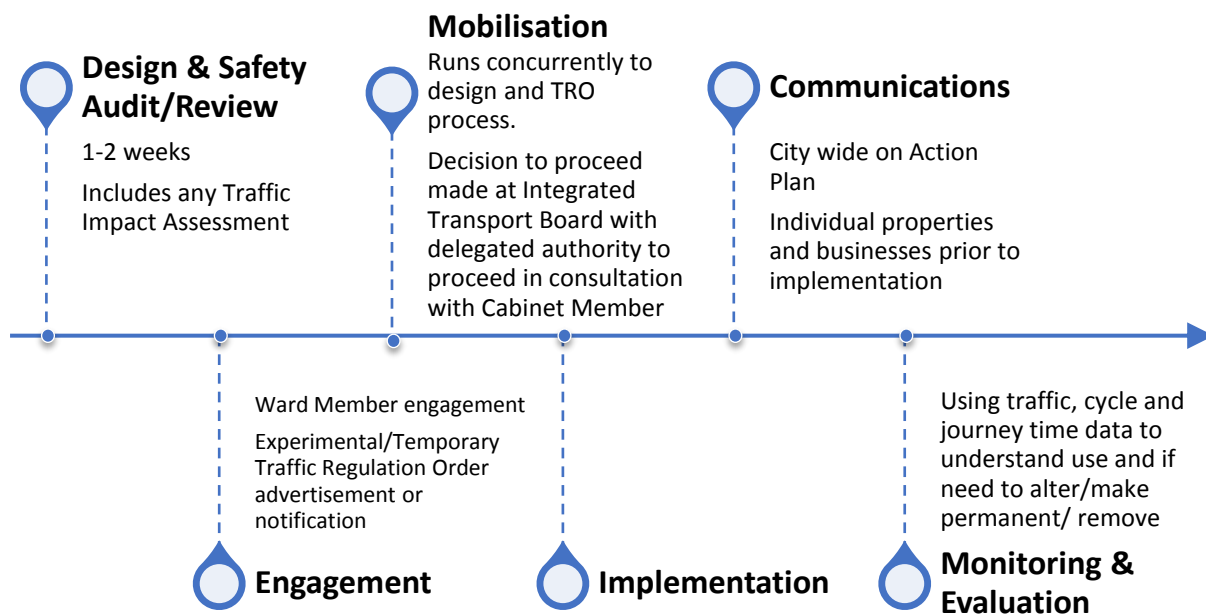 Design & Safety
Audit/Review
1-2 weeks
Includes any Traffic
Impact Assessment
Mobilisation
Runs concurrently to
design and TRO
process.
Decision to proceed
made at Integrated
Transport Board with
delegated authority to
proceed in consultation
with Cabinet Member
Communications
City wide on Action
Plan
Individual properties
and businesses prior to
implementation
Ward Member engagement
Experimental/Temporary
Traffic Regulation Order
advertisement or
notification
Engagement
Implementation
Using traffic, cycle and
journey time data to
understand use and if
need to alter/make
permanent/ remove
Monitoring &
Evaluation